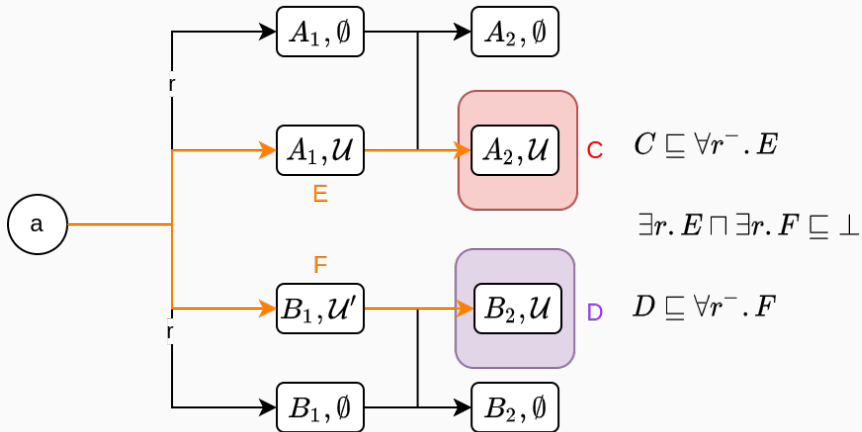 A₁, ∅ A₂, ∅
r
A₁, 𝒰 A₂, 𝒰 C C ⊑ ∀r⁻. E
E
a ∃r. E ⊓ ∃r. F ⊑ ⊥
F
B₁, 𝒰′ B₂, 𝒰 D D ⊑ ∀r⁻. F
r
B₁, ∅ B₂, ∅